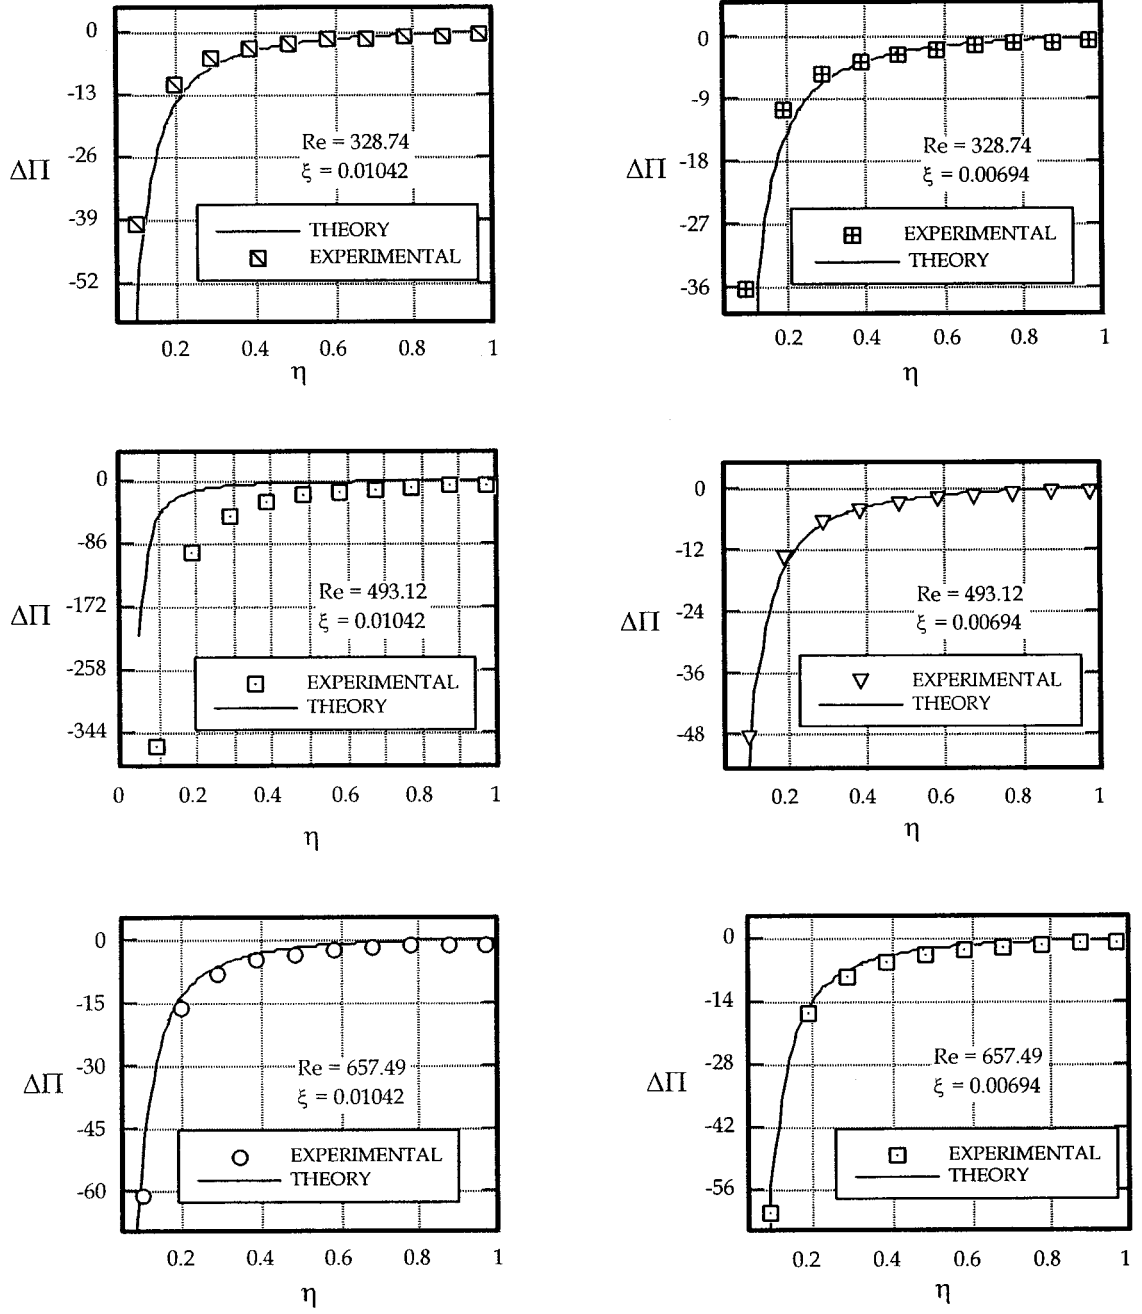 0
-13
-26
-39
-52
ΔΠ
Re = 328.74
ξ = 0.01042
THEORY
EXPERIMENTAL
0.2 0.4 0.6 0.8 1
η
0
-9
-18
-27
-36
ΔΠ
Re = 328.74
ξ = 0.00694
EXPERIMENTAL
THEORY
0.2 0.4 0.6 0.8 1
η
0
-86
-172
-258
-344
ΔΠ
Re = 493.12
ξ = 0.01042
EXPERIMENTAL
THEORY
0 0.2 0.4 0.6 0.8 1
η
0
-12
-24
-36
-48
ΔΠ
Re = 493.12
ξ = 0.00694
EXPERIMENTAL
THEORY
0.2 0.4 0.6 0.8 1
η
0
-15
-30
-45
-60
ΔΠ
Re = 657.49
ξ = 0.01042
EXPERIMENTAL
THEORY
0.2 0.4 0.6 0.8 1
η
0
-14
-28
-42
-56
ΔΠ
Re = 657.49
ξ = 0.00694
EXPERIMENTAL
THEORY
0.2 0.4 0.6 0.8 1
η